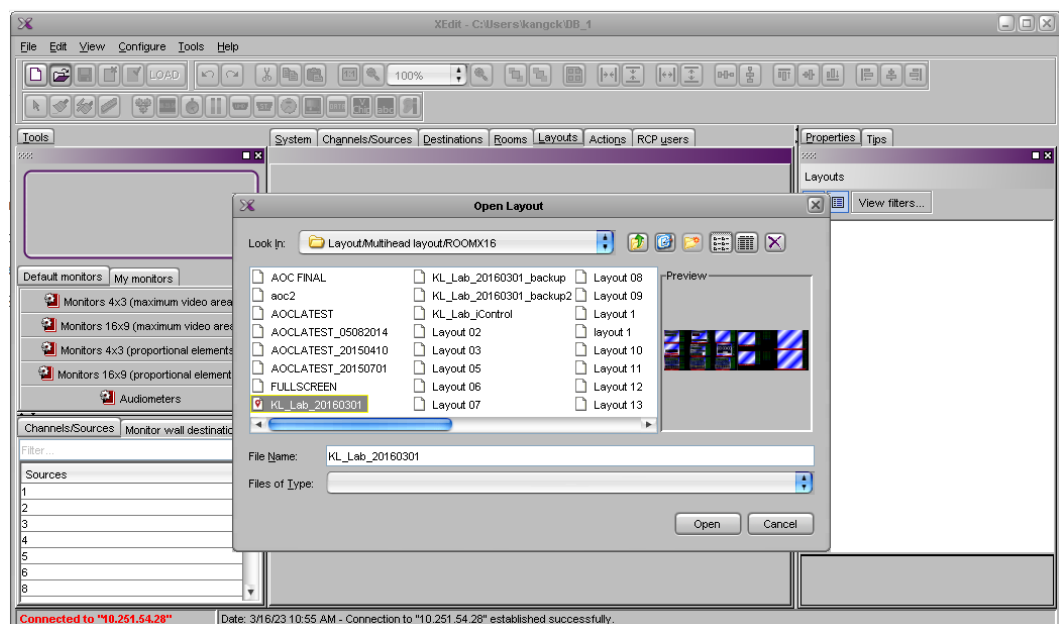 XEdit - C:\Users\kangck\DB_1
File Edit View Configure Tools Help
LOAD 100%
abc
Tools
System Channels/Sources Destinations Rooms Layouts Actions RCP users
Properties Tips
Layouts
View filters...
Default monitors My monitors
Monitors 4x3 (maximum video area
Monitors 16x9 (maximum video area
Monitors 4x3 (proportional elements
Monitors 16x9 (proportional element
Audiometers
Channels/Sources Monitor wall destinatio
Filter...
Sources
1
2
3
4
5
6
8
Open Layout
Look In: Layout/Multihead layout/ROOMX16
AOC FINAL KL_Lab_20160301_backup Layout 08
aoc2 KL_Lab_20160301_backup2 Layout 09
AOCLATEST KL_Lab_iControl Layout 1
AOCLATEST_05082014 Layout 02 layout 1
AOCLATEST_20150410 Layout 03 Layout 10
AOCLATEST_20150701 Layout 05 Layout 11
FULLSCREEN Layout 06 Layout 12
KL_Lab_20160301 Layout 07 Layout 13
Preview
File Name: KL_Lab_20160301
Files of Type:
Open Cancel
Connected to "10.251.54.28" Date: 3/16/23 10:55 AM - Connection to "10.251.54.28" established successfully.